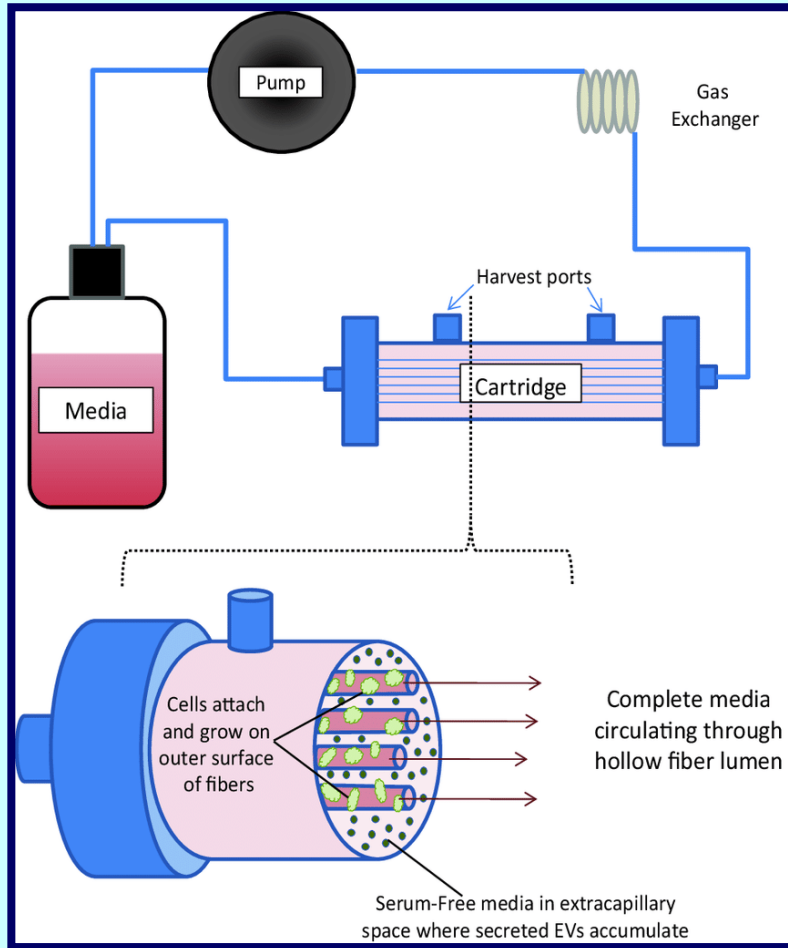 Pump
Gas
Exchanger
Harvest ports
Media
Cartridge
Cells attach
and grow on
outer surface
of fibers
Complete media
circulating through
hollow fiber lumen
Serum-Free media in extracapillary
space where secreted EVs accumulate